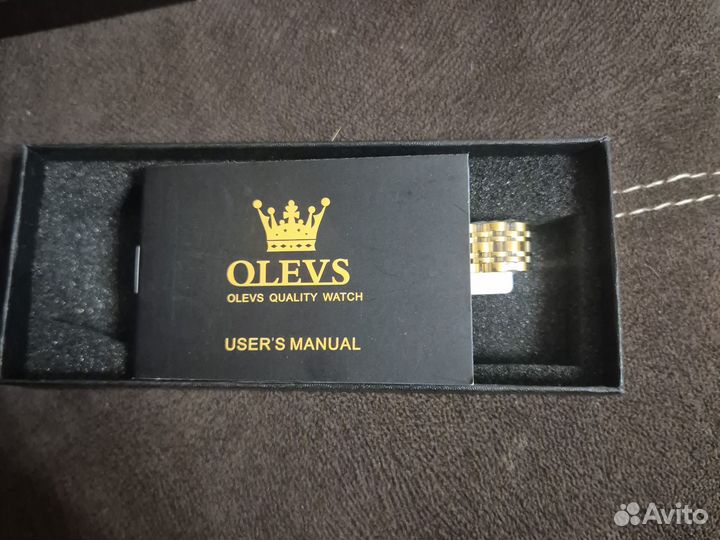 OLEVS
OLEVS QUALITY WATCH
USER'S MANUAL
Avito